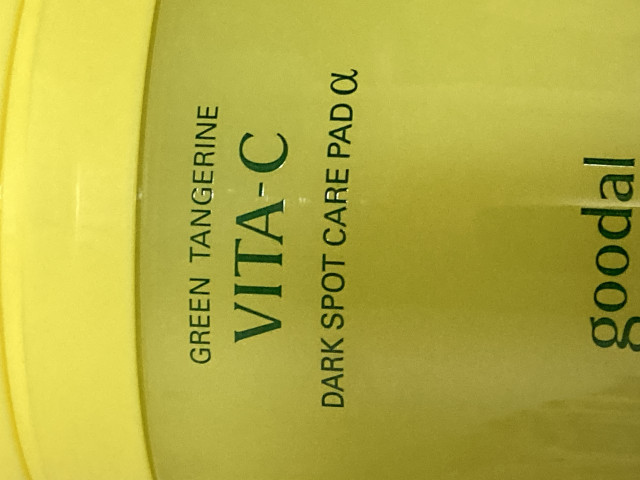 GREEN TANGERINE
VITA-C
DARK SPOT CARE PAD α
goodal